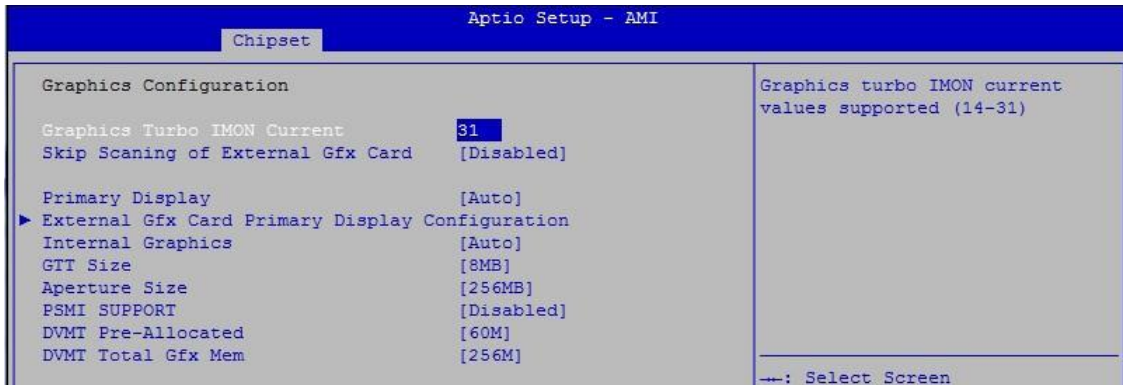 Aptio Setup - AMI
Chipset
Graphics Configuration
Graphics Turbo IMON Current 31
Skip Scaning of External Gfx Card [Disabled]
Primary Display [Auto]
► External Gfx Card Primary Display Configuration
Internal Graphics [Auto]
GTT Size [8MB]
Aperture Size [256MB]
PSMI SUPPORT [Disabled]
DVMT Pre-Allocated [60M]
DVMT Total Gfx Mem [256M]
Graphics turbo IMON current
values supported (14-31)
→←: Select Screen